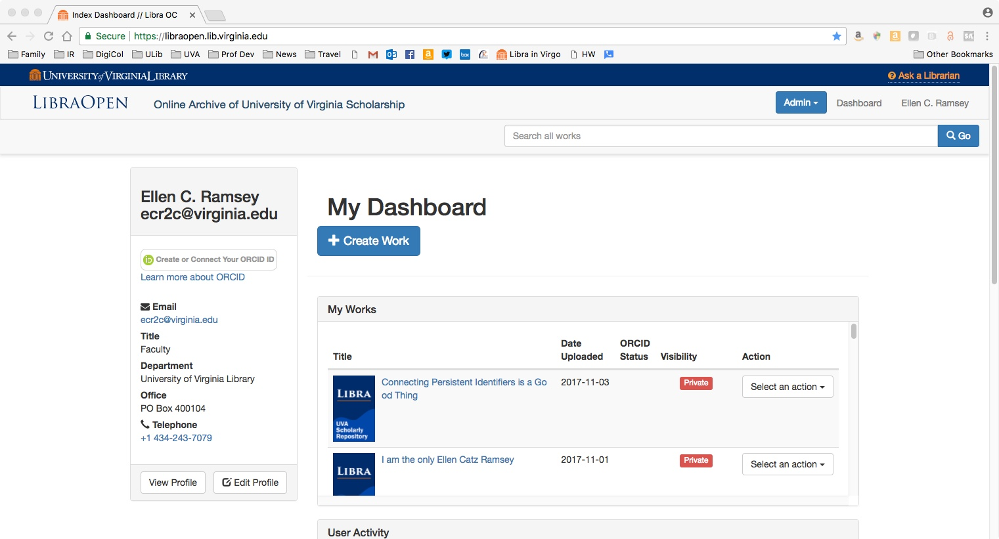 Index Dashboard // Libra OC
Secure https://libraopen.lib.virginia.edu
Family IR DigiCol ULib UVA Prof Dev News Travel Libra in Virgo HW Other Bookmarks
UNIVERSITY of VIRGINIA LIBRARY Ask a Librarian
LIBRAOPEN Online Archive of University of Virginia Scholarship Admin Dashboard Ellen C. Ramsey
Search all works Go
Ellen C. Ramsey
ecr2c@virginia.edu
iD Create or Connect Your ORCID ID
Learn more about ORCID
Email
ecr2c@virginia.edu
Title
Faculty
Department
University of Virginia Library
Office
PO Box 400104
Telephone
+1 434-243-7079
View Profile Edit Profile
My Dashboard
Create Work
My Works
Title Date Uploaded ORCID Status Visibility Action
LIBRA
UVA
Scholarly
Repository
Connecting Persistent Identifiers is a Go
od Thing
2017-11-03 Private Select an action
LIBRA
I am the only Ellen Catz Ramsey 2017-11-01 Private Select an action
User Activity